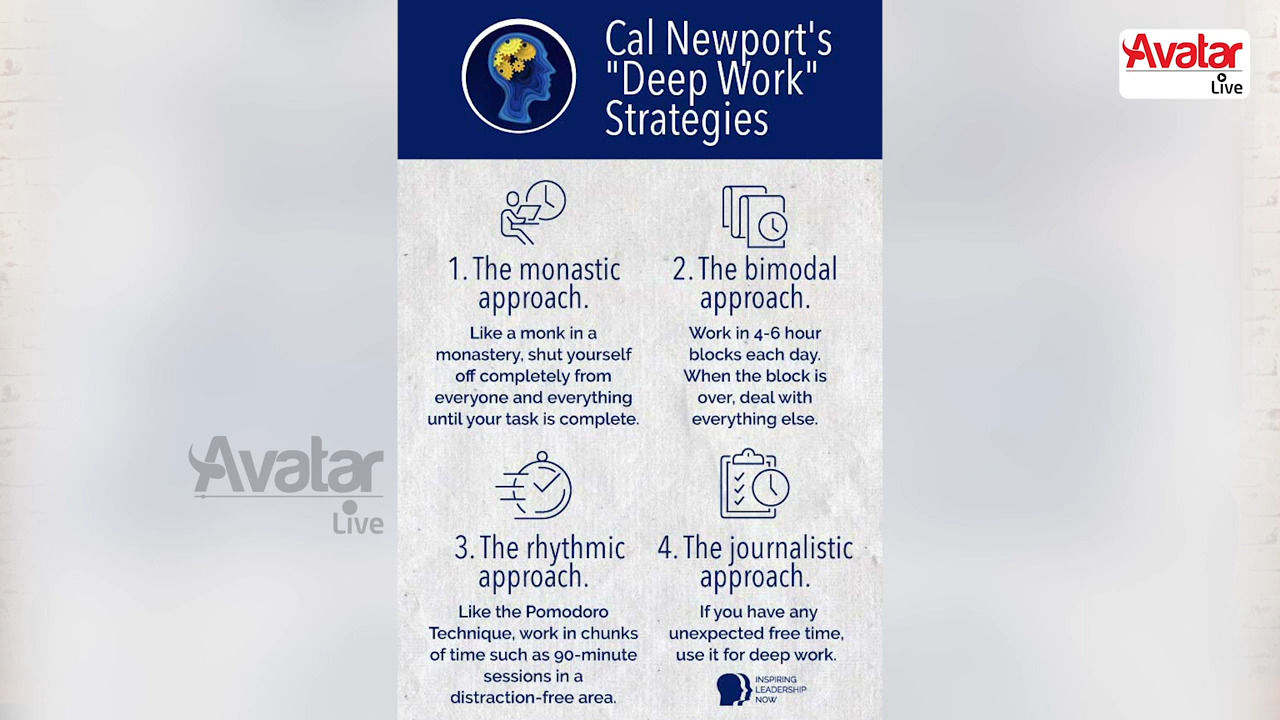 Cal Newport's
"Deep Work"
Strategies
Avatar
Live
1. The monastic
approach.
Like a monk in a
monastery, shut yourself
off completely from
everyone and everything
until your task is complete.
2. The bimodal
approach.
Work in 4-6 hour
blocks each day.
When the block is
over, deal with
everything else.
Avatar
Live
3. The rhythmic
approach.
Like the Pomodoro
Technique, work in chunks
of time such as 90-minute
sessions in a
distraction-free area.
4. The journalistic
approach.
If you have any
unexpected free time,
use it for deep work.
INSPIRING
LEADERSHIP
NOW